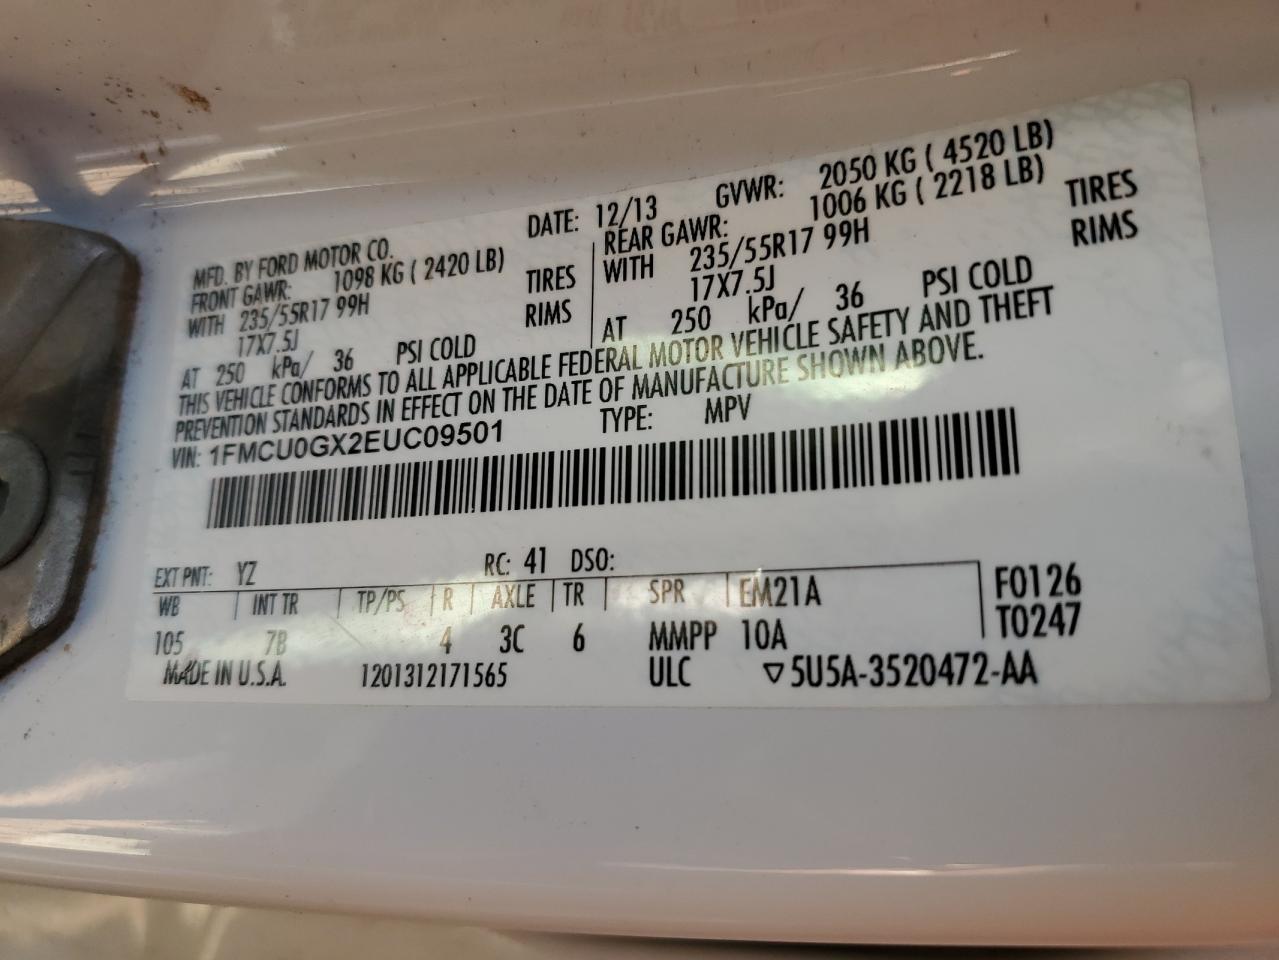 MFD. BY FORD MOTOR CO. DATE: 12/13 GVWR: 2050 KG ( 4520 LB)
FRONT GAWR: 1098 KG ( 2420 LB) REAR GAWR: 1006 KG ( 2218 LB)
WITH 235/55R17 99H TIRES WITH 235/55R17 99H TIRES
17X7.5J RIMS 17X7.5J RIMS
AT 250 kPa/ 36 PSI COLD AT 250 kPa/ 36 PSI COLD
THIS VEHICLE CONFORMS TO ALL APPLICABLE FEDERAL MOTOR VEHICLE SAFETY AND THEFT
PREVENTION STANDARDS IN EFFECT ON THE DATE OF MANUFACTURE SHOWN ABOVE.
VIN: 1FMCU0GX2EUC09501 TYPE: MPV
EXT PNT: YZ RC: 41 DSO:
WB INT TR TP/PS R AXLE TR SPR EM21A F0126
105 7B 4 3C 6 MMPP 10A T0247
MADE IN U.S.A. 1201312171565 ULC ▽5U5A-3520472-AA